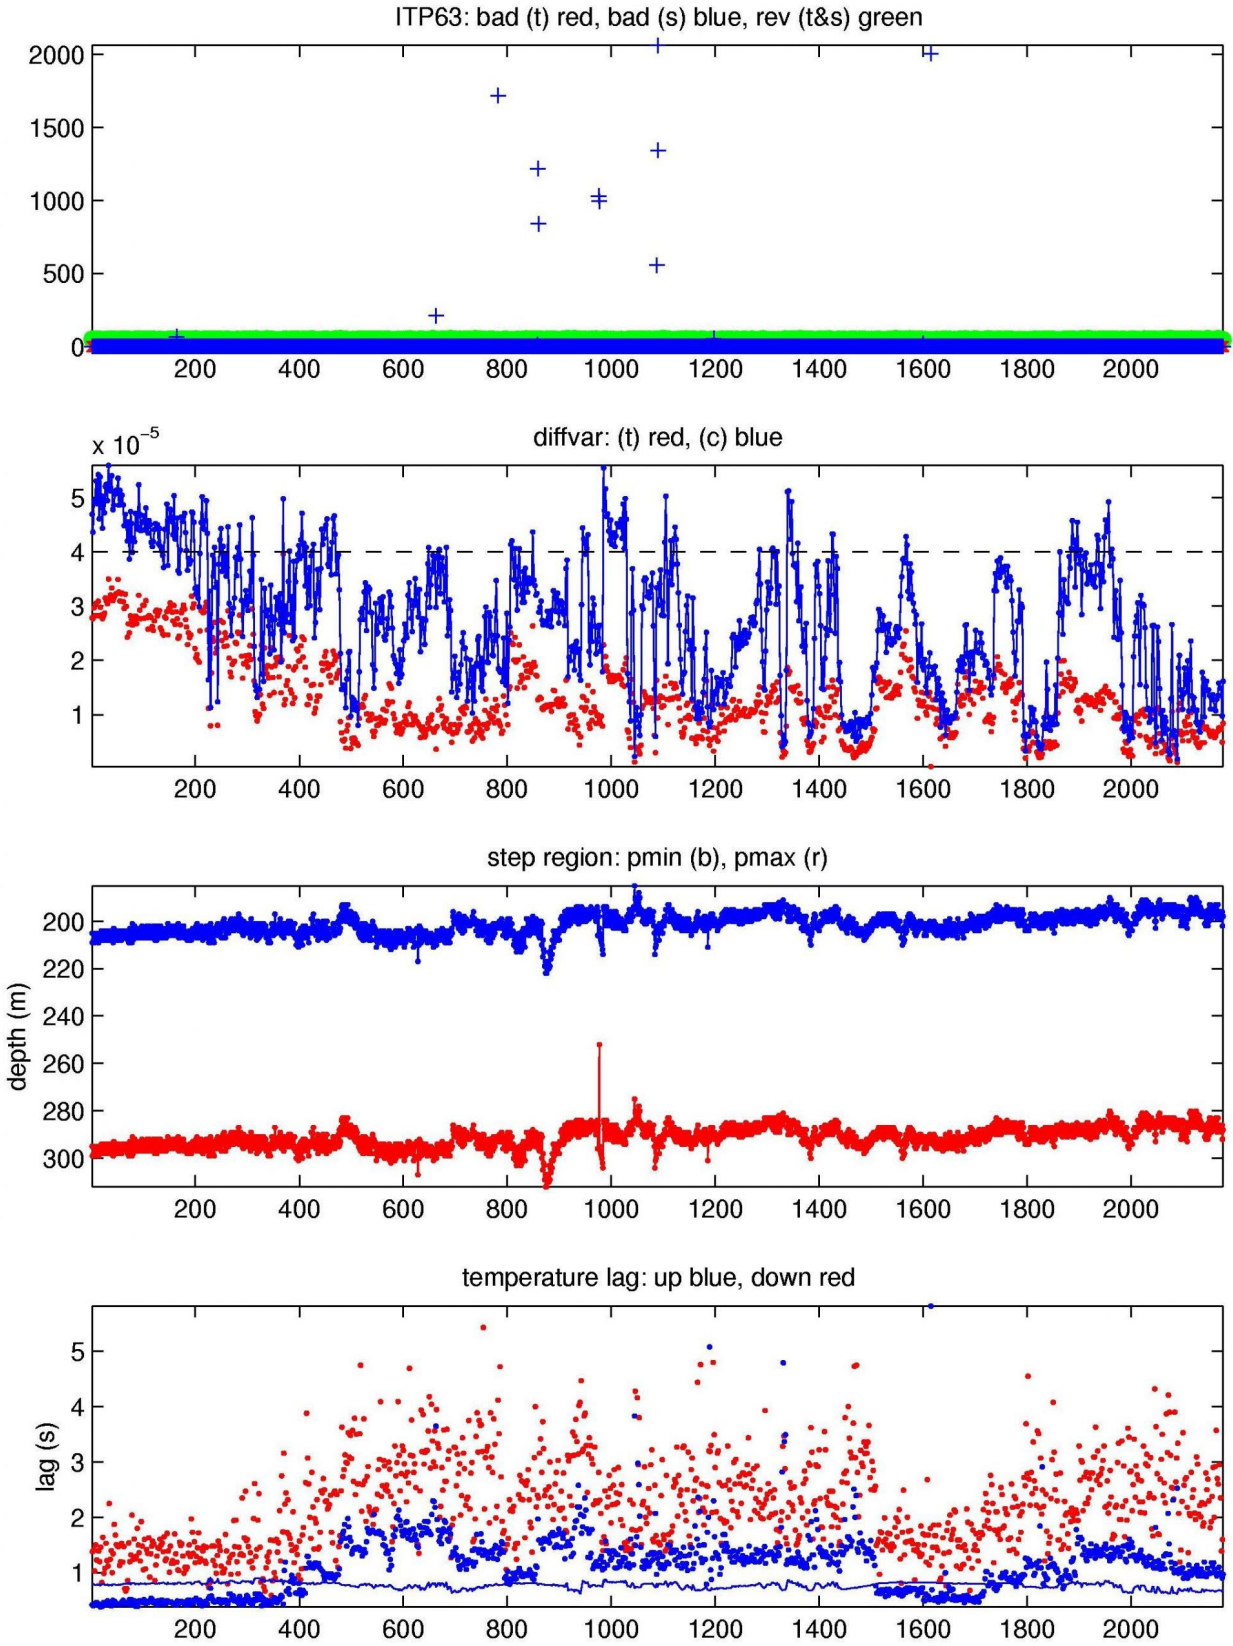 ITP63: bad (t) red, bad (s) blue, rev (t&s) green
2000
1500
1000
500
0
200 400 600 800 1000 1200 1400 1600 1800 2000
x 10⁻⁵
diffvar: (t) red, (c) blue
5
4
3
2
1
200 400 600 800 1000 1200 1400 1600 1800 2000
step region: pmin (b), pmax (r)
depth (m)
200
220
240
260
280
300
200 400 600 800 1000 1200 1400 1600 1800 2000
temperature lag: up blue, down red
lag (s)
5
4
3
2
1
200 400 600 800 1000 1200 1400 1600 1800 2000